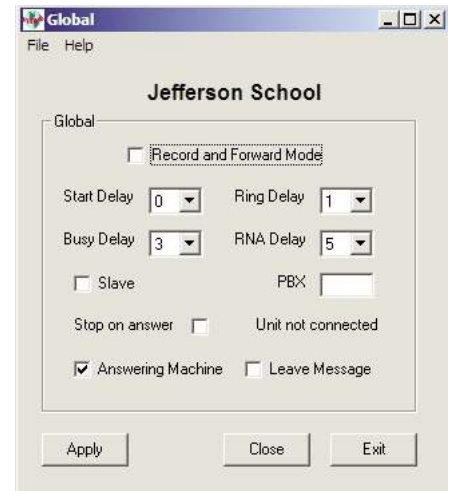 Global
File Help
Jefferson School
Global
Record and Forward Mode
Start Delay 0 Ring Delay 1
Busy Delay 3 RNA Delay 5
Slave PBX
Stop on answer Unit not connected
Answering Machine Leave Message
Apply Close Exit